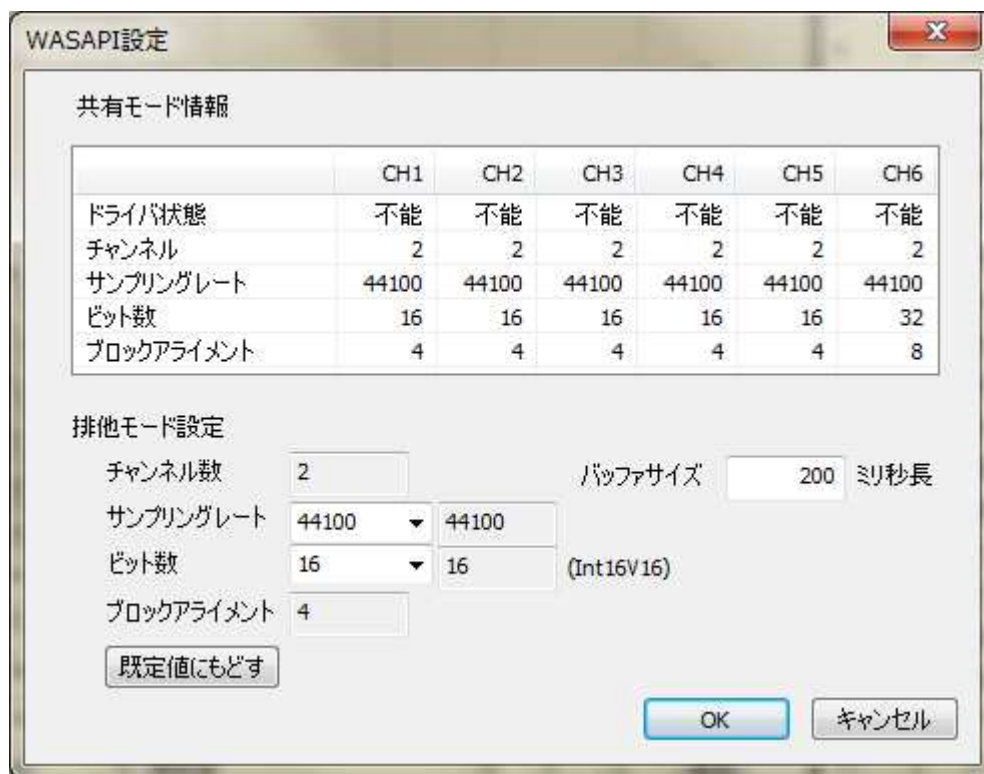 WASAPI設定
共有モード情報
CH1 CH2 CH3 CH4 CH5 CH6
ドライバ状態 不能 不能 不能 不能 不能 不能
チャンネル 2 2 2 2 2 2
サンプリングレート 44100 44100 44100 44100 44100 44100
ビット数 16 16 16 16 16 32
ブロックアライメント 4 4 4 4 4 8
排他モード設定
チャンネル数 2 バッファサイズ 200 ミリ秒長
サンプリングレート 44100 44100
ビット数 16 16 (Int16V16)
ブロックアライメント 4
既定値にもどす
OK キャンセル